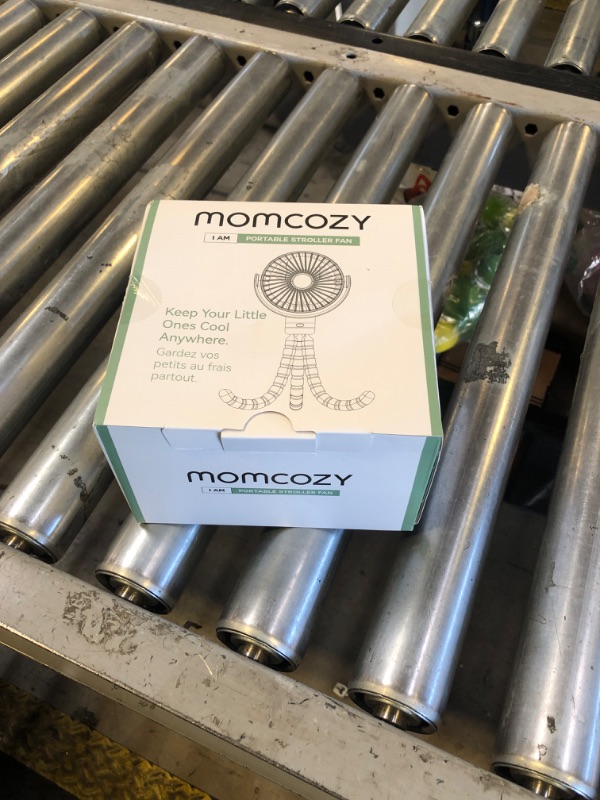 momcozy
I AM PORTABLE STROLLER FAN
Keep Your Little
Ones Cool
Anywhere.
Gardez vos
petits au frais
partout.
momcozy
I AM PORTABLE STROLLER FAN